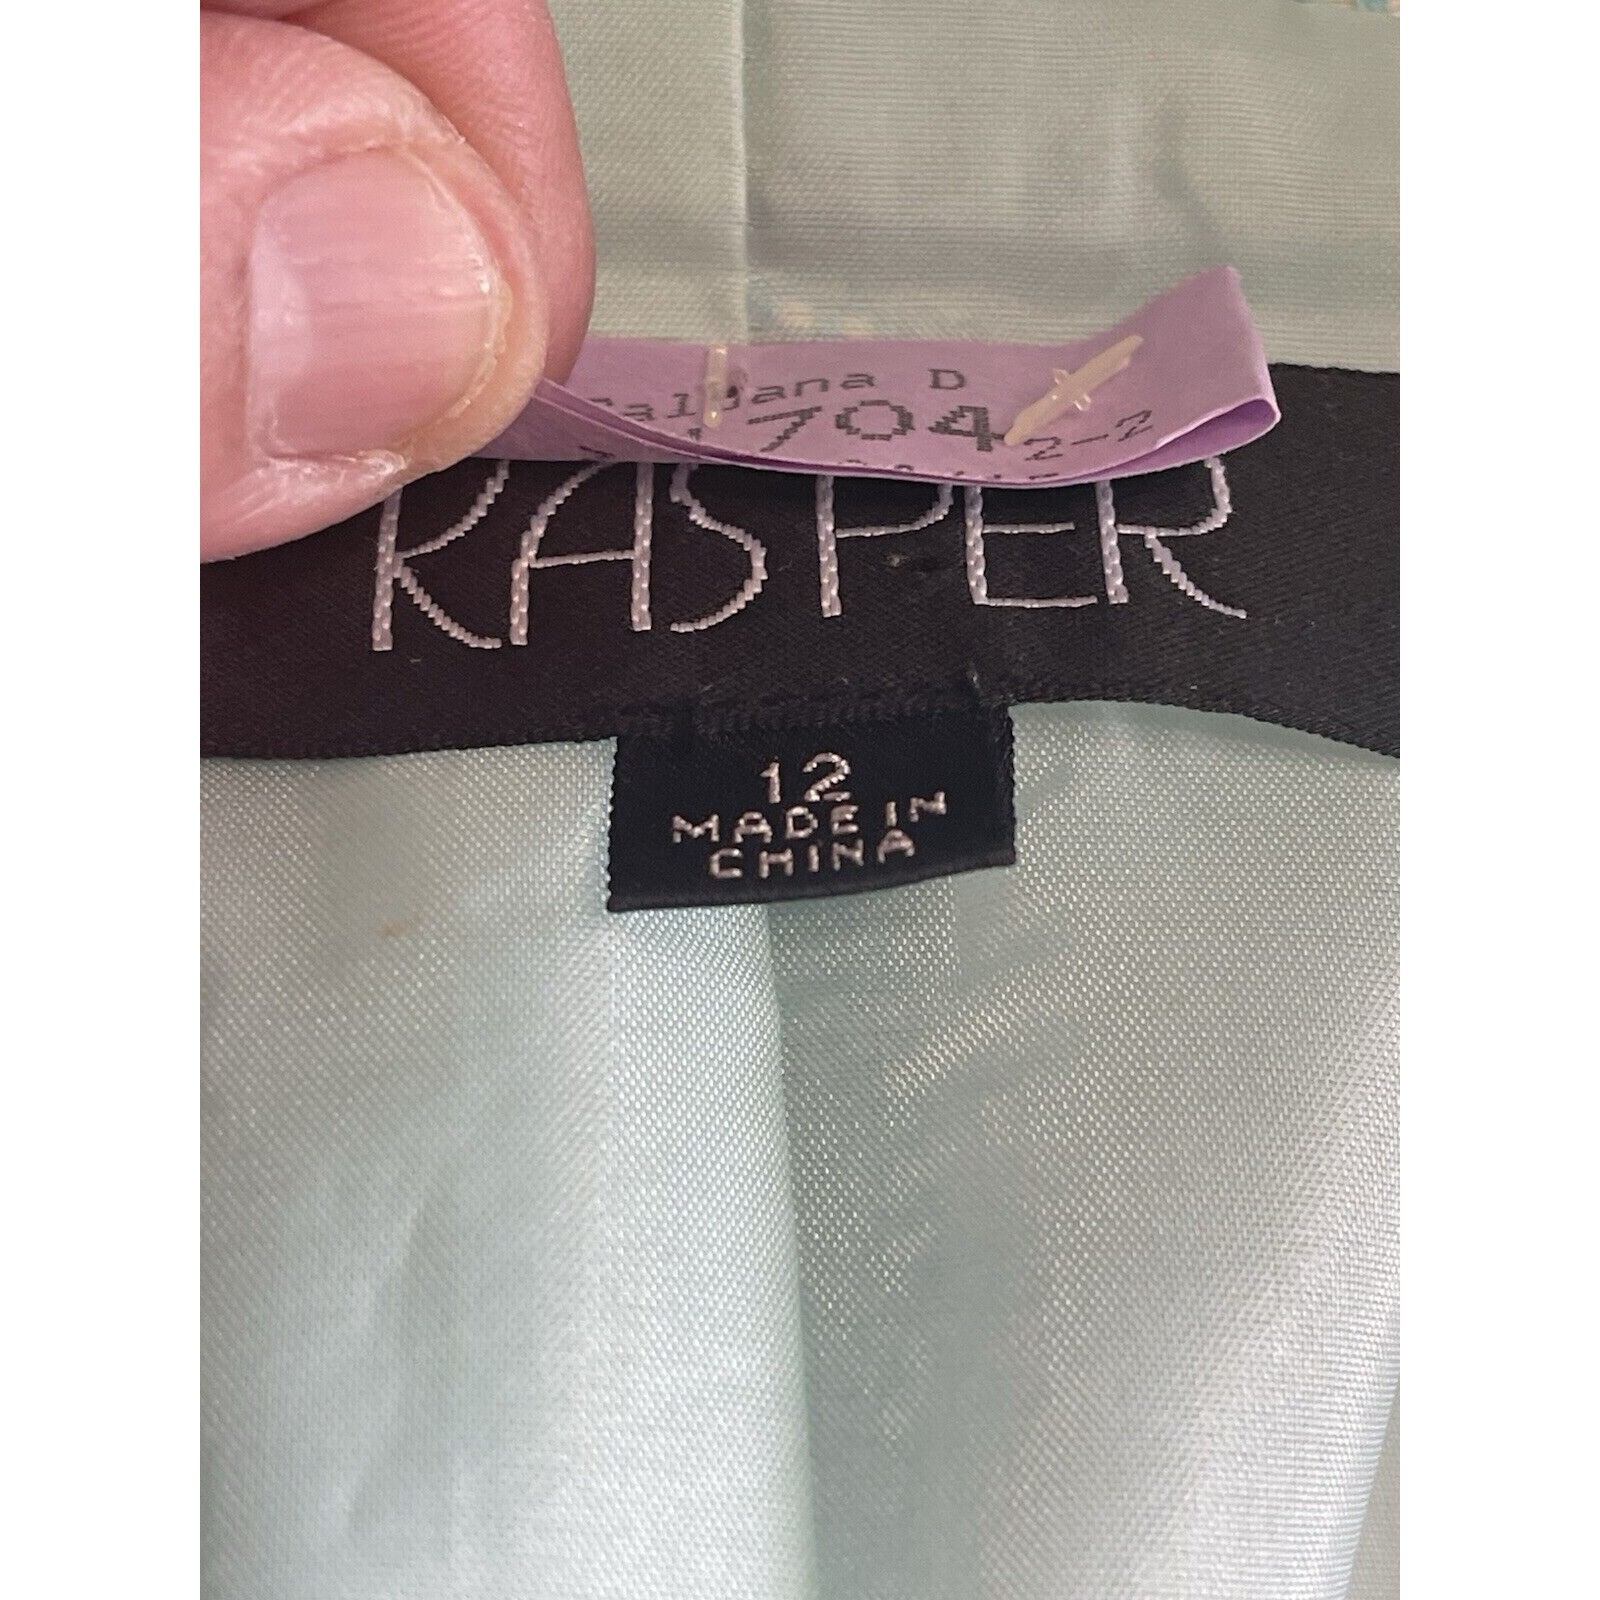 D
704 2-2
KASPER
12
MADE IN
CHINA